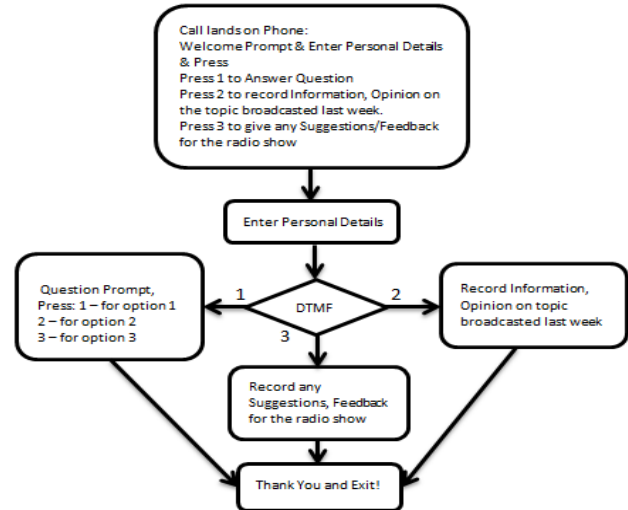 Call lands on Phone:
Welcome Prompt & Enter Personal Details
& Press
Press 1 to Answer Question
Press 2 to record Information, Opinion on
the topic broadcasted last week.
Press 3 to give any Suggestions/Feedback
for the radio show
Enter Personal Details
Question Prompt,
Press: 1 – for option 1
2 – for option 2
3 – for option 3
1
DTMF
2
3
Record Information,
Opinion on topic
broadcasted last week
Record any
Suggestions, Feedback
for the radio show
Thank You and Exit!